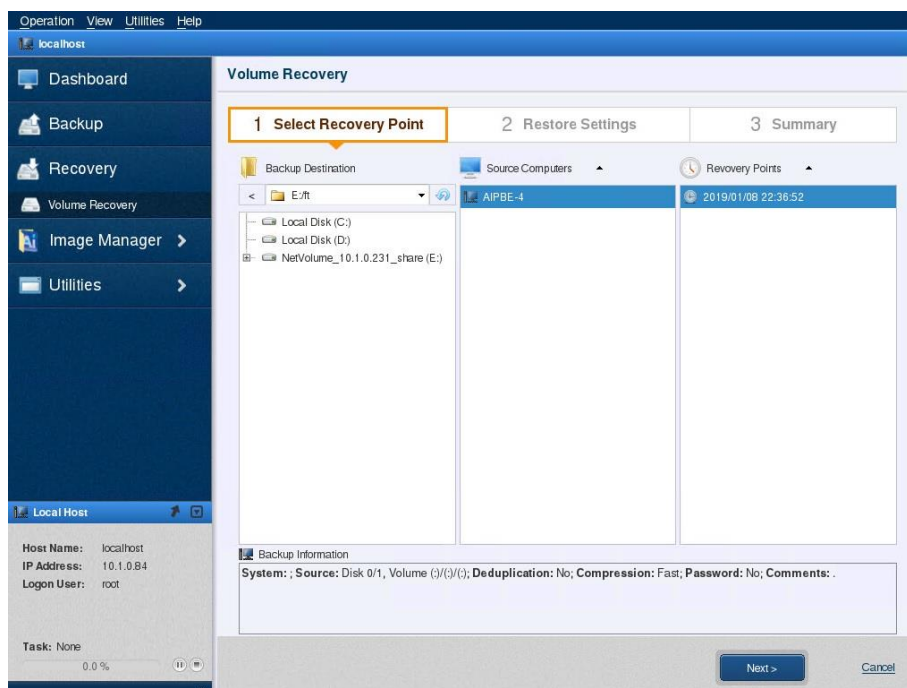 Operation View Utilities Help
localhost
Dashboard
Backup
Recovery
Volume Recovery
Image Manager
Utilities
Local Host
Host Name: localhost
IP Address: 10.1.0.84
Logon User: root
Task: None
0.0 %
Volume Recovery
1 Select Recovery Point
2 Restore Settings
3 Summary
Backup Destination
< E:/ft
Local Disk (C:)
Local Disk (D:)
NetVolume_10.1.0.231_share (E:)
Source Computers
AIPBE-4
Revovery Points
2019/01/08 22:36:52
Backup Information
System: ; Source: Disk 0/1, Volume (:)/(:)/(:); Deduplication: No; Compression: Fast; Password: No; Comments: .
Next >
Cancel